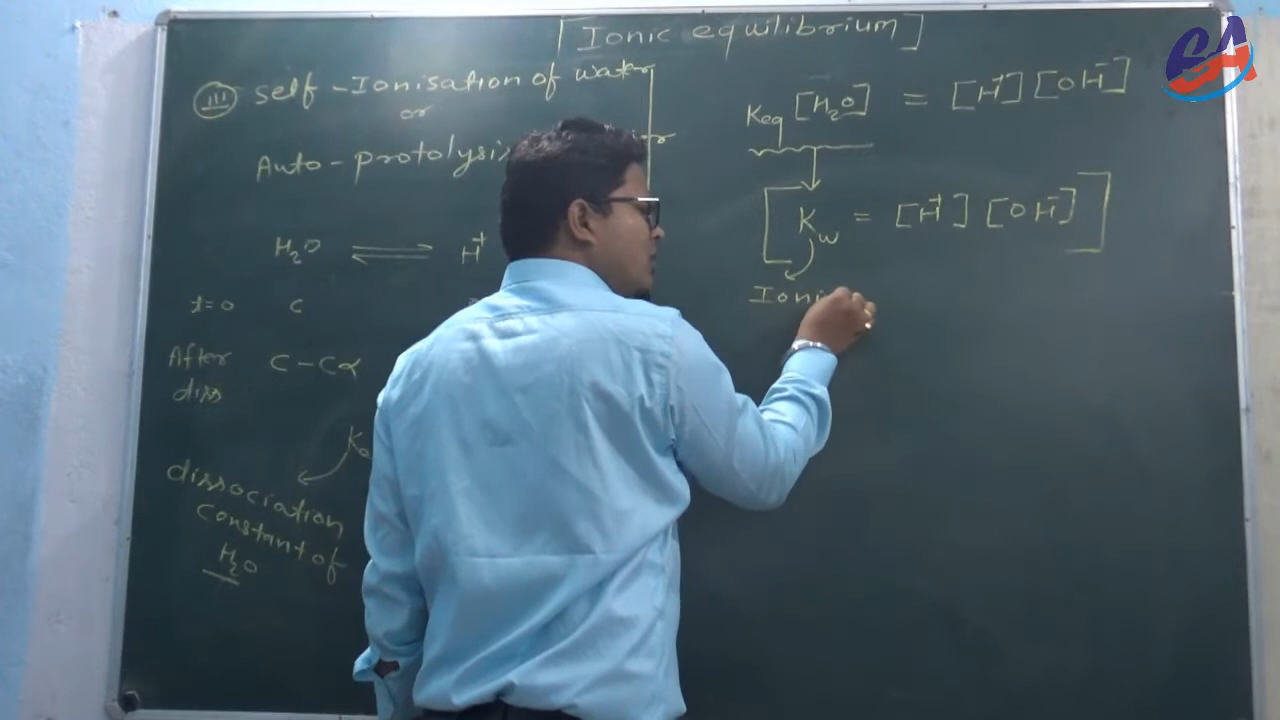 [Ionic equilibrium]
(III) self-Ionisation of water
or
Auto-protolysis
H₂O ⇌ H⁺
t=0 C
After C-Cα
diss
dissociation
constant of
H₂O
Keq [H₂O] = [H⁺][OH⁻]
[Kw = [H⁺][OH⁻]]
Ioni
CA